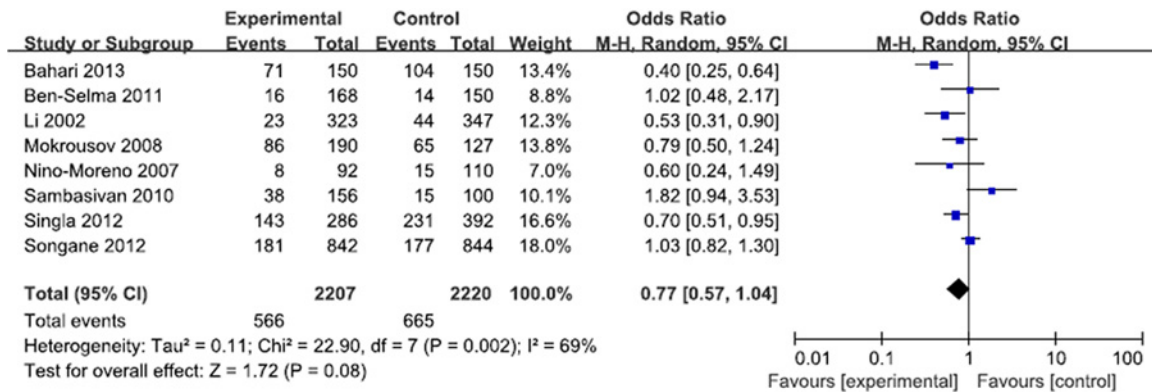 Experimental Control Odds Ratio Odds Ratio
Study or Subgroup Events Total Events Total Weight M-H, Random, 95% CI M-H, Random, 95% CI
Bahari 2013 71 150 104 150 13.4% 0.40 [0.25, 0.64]
Ben-Selma 2011 16 168 14 150 8.8% 1.02 [0.48, 2.17]
Li 2002 23 323 44 347 12.3% 0.53 [0.31, 0.90]
Mokrousov 2008 86 190 65 127 13.8% 0.79 [0.50, 1.24]
Nino-Moreno 2007 8 92 15 110 7.0% 0.60 [0.24, 1.49]
Sambasivan 2010 38 156 15 100 10.1% 1.82 [0.94, 3.53]
Singla 2012 143 286 231 392 16.6% 0.70 [0.51, 0.95]
Songane 2012 181 842 177 844 18.0% 1.03 [0.82, 1.30]
Total (95% CI) 2207 2220 100.0% 0.77 [0.57, 1.04]
Total events 566 665
Heterogeneity: Tau² = 0.11; Chi² = 22.90, df = 7 (P = 0.002); I² = 69%
Test for overall effect: Z = 1.72 (P = 0.08)
0.01 0.1 1 10 100
Favours [experimental] Favours [control]